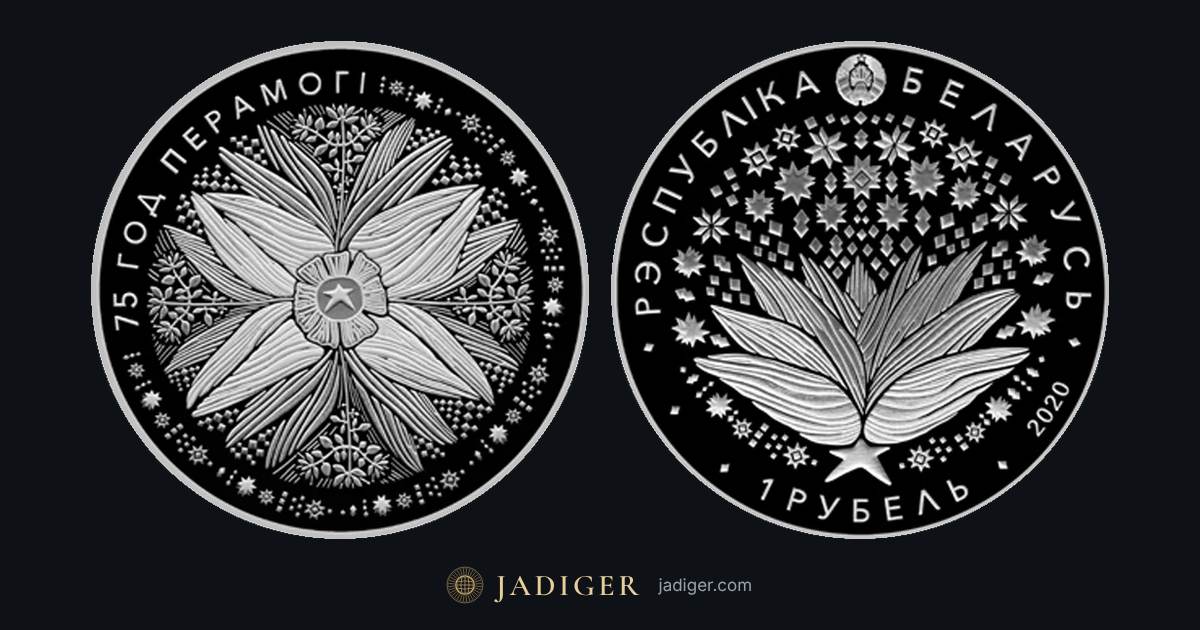 75 ГОД ПЕРАМОГІ
РЭСПУБЛІКА БЕЛАРУСЬ
2020
1 РУБЕЛЬ
JADIGER jadiger.com